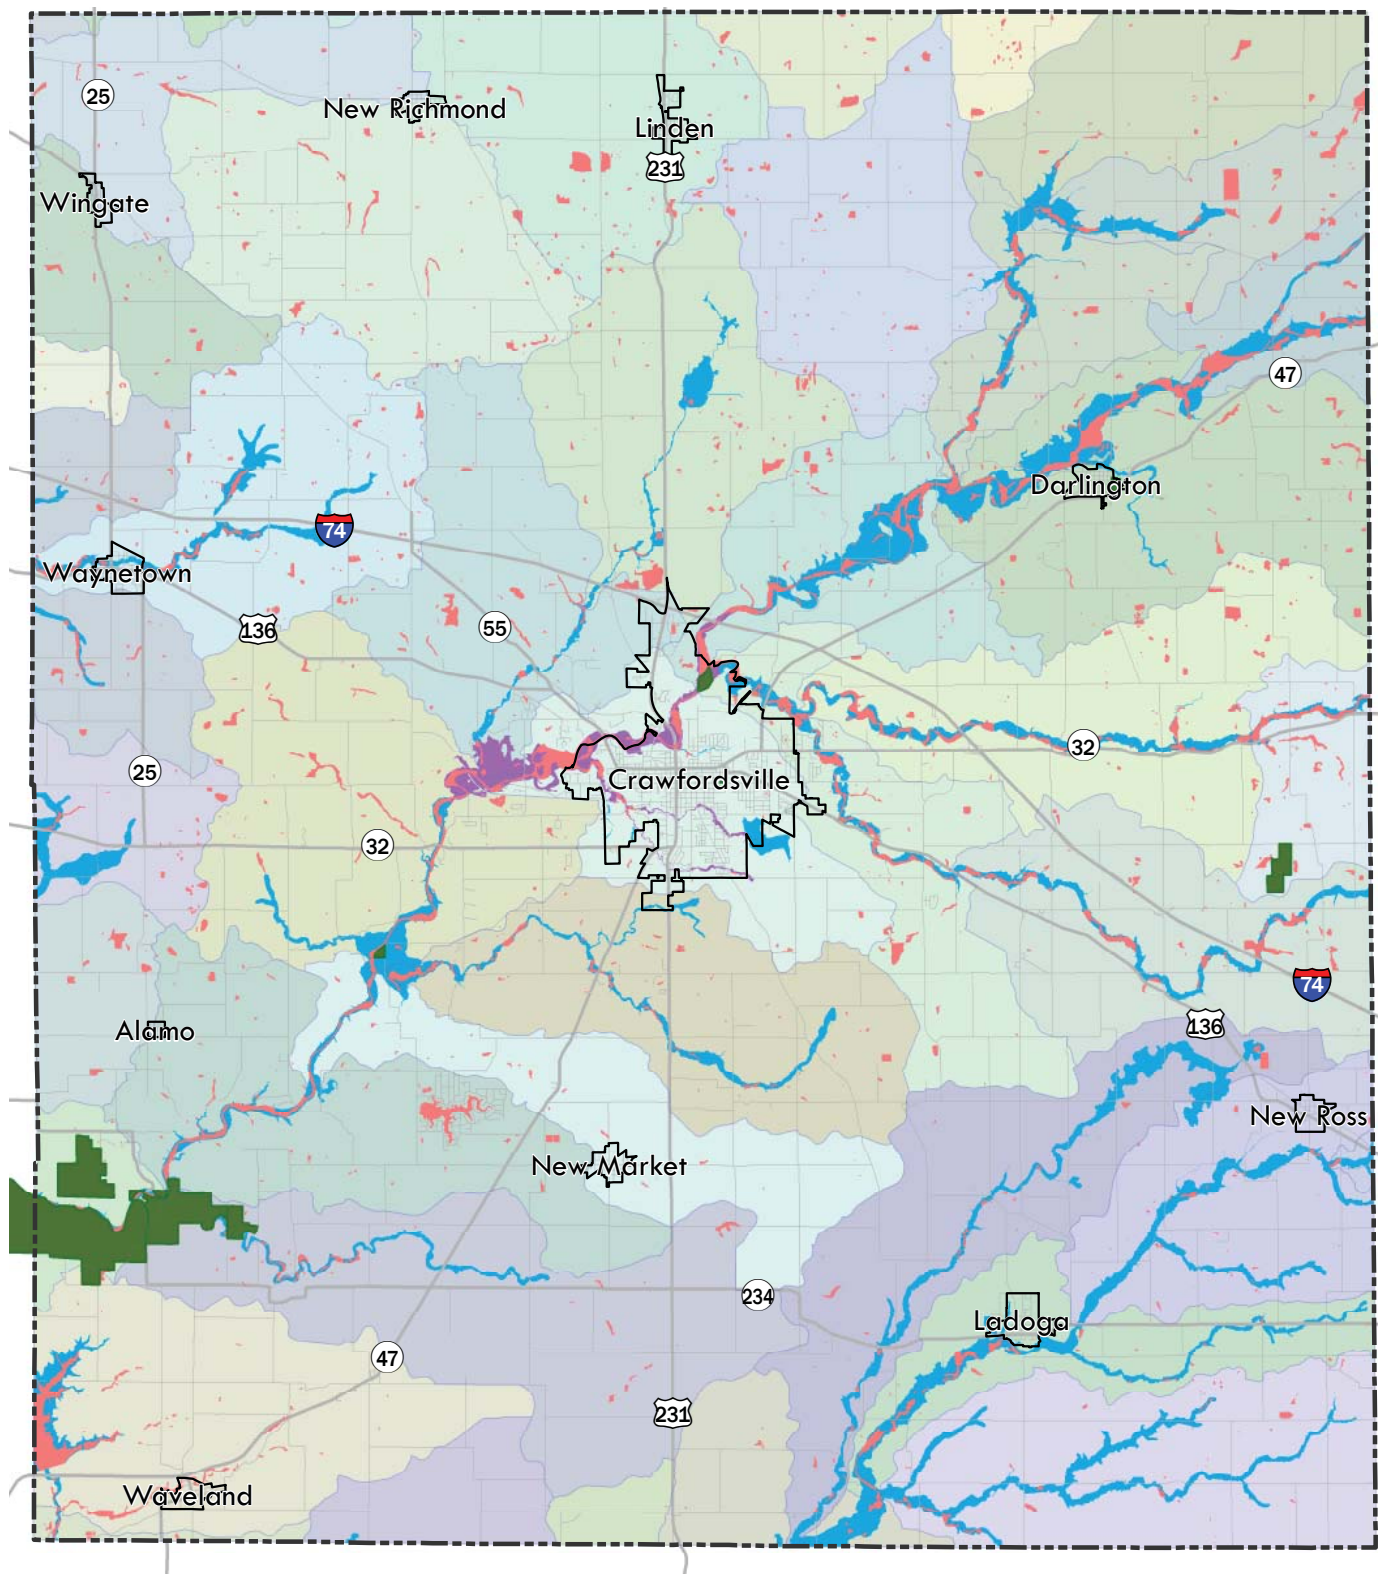 25
New Richmond
Linden
231
Wingate
47
Darlington
74
Waynetown
136
55
32
25
Crawfordsville
32
74
136
Alamo
New Ross
New Market
234
Ladoga
47
231
Waveland